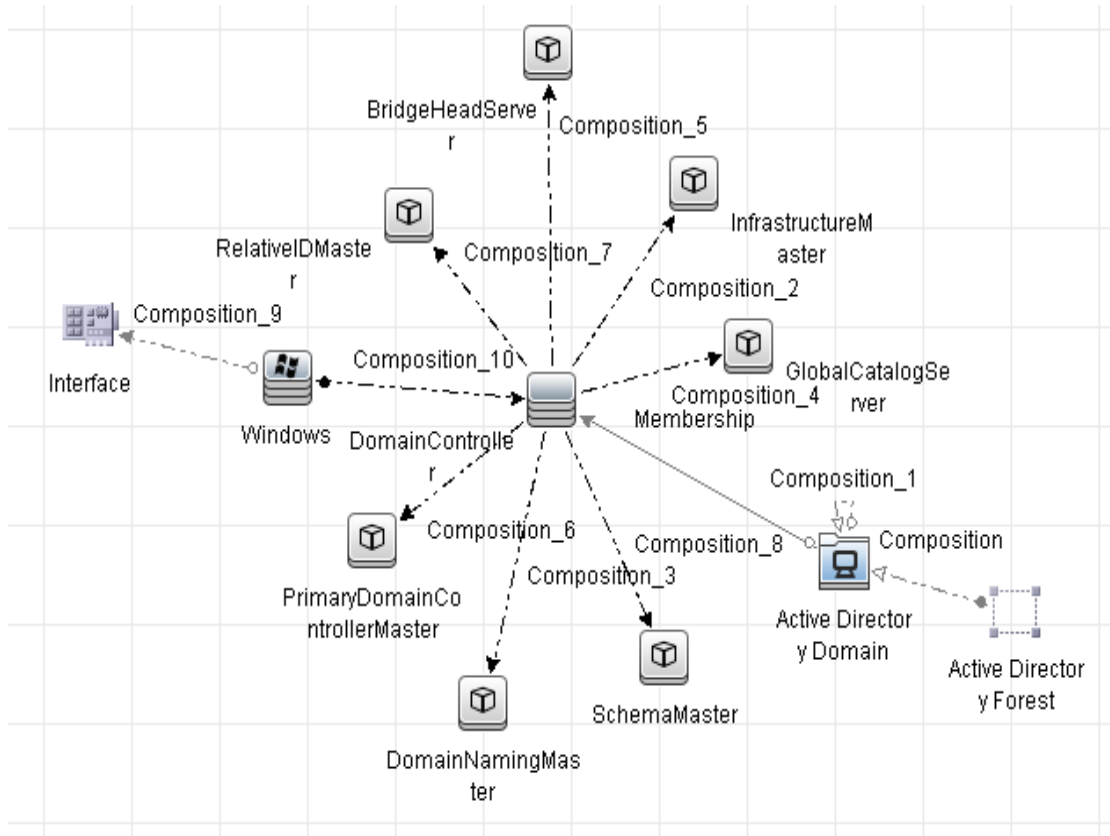 BridgeHeadServe
r
Composition_5
InfrastructureM
aster
RelativeIDMaste
r
Composition_7
Composition_2
Composition_9
Interface
Composition_10
Windows
GlobalCatalogSe
rver
Composition_4
Membership
DomainControlle
r
Composition_1
Composition_6
Composition_8
Composition
Composition_3
PrimaryDomainCo
ntrollerMaster
Active Director
y Domain
Active Director
y Forest
SchemaMaster
DomainNamingMas
ter